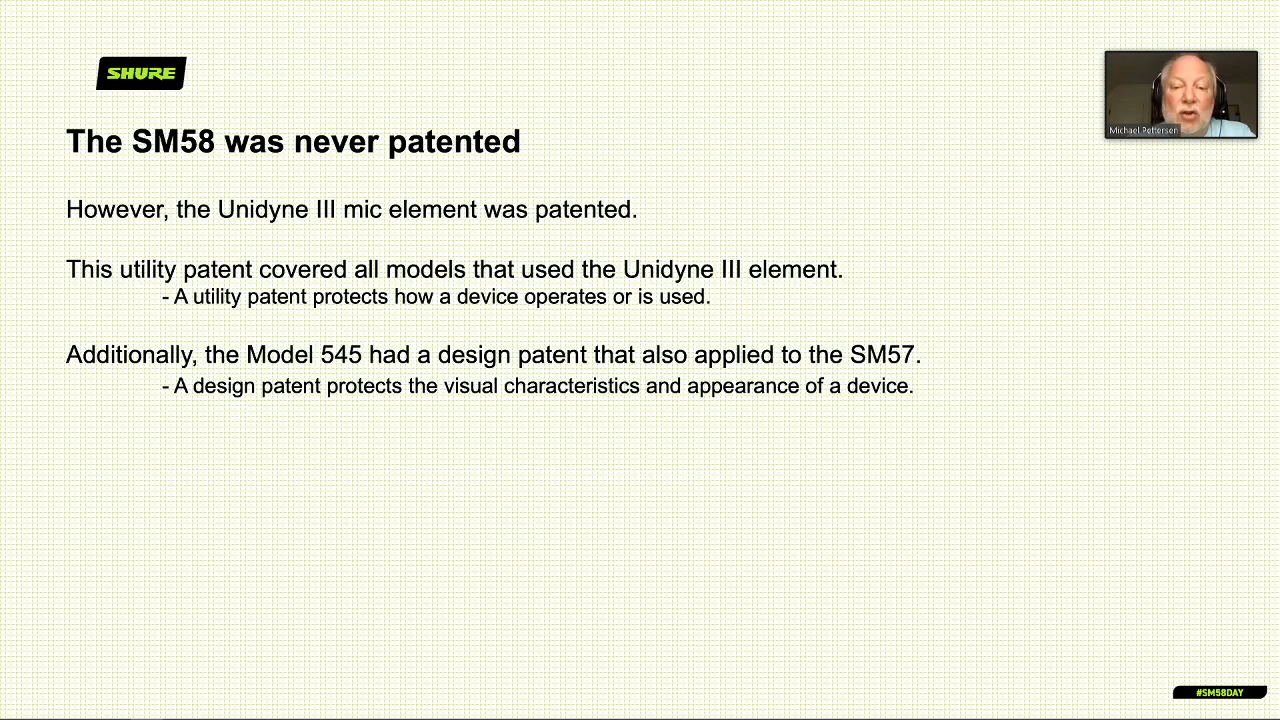 SHURE
The SM58 was never patented
However, the Unidyne III mic element was patented.
This utility patent covered all models that used the Unidyne III element.
- A utility patent protects how a device operates or is used.
Additionally, the Model 545 had a design patent that also applied to the SM57.
- A design patent protects the visual characteristics and appearance of a device.
Michael Pettersen
#SM58DAY